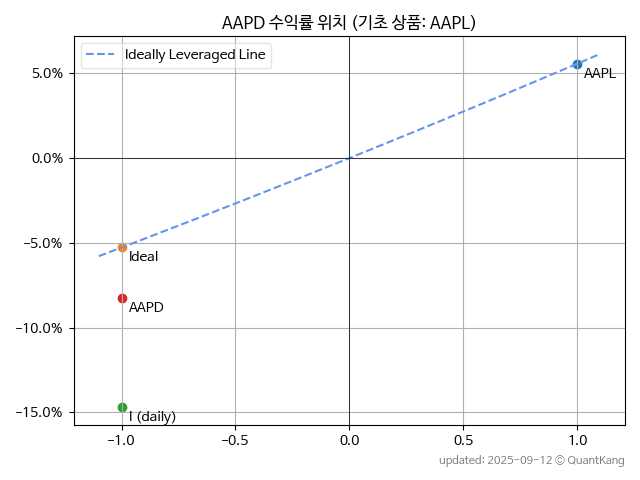 AAPD 수익률 위치 (기초 상품: AAPL)
Ideally Leveraged Line
5.0%
AAPL
0.0%
-5.0%
Ideal
AAPD
-10.0%
I (daily)
-15.0%
-1.0 -0.5 0.0 0.5 1.0
updated: 2025-09-12 © QuantKang